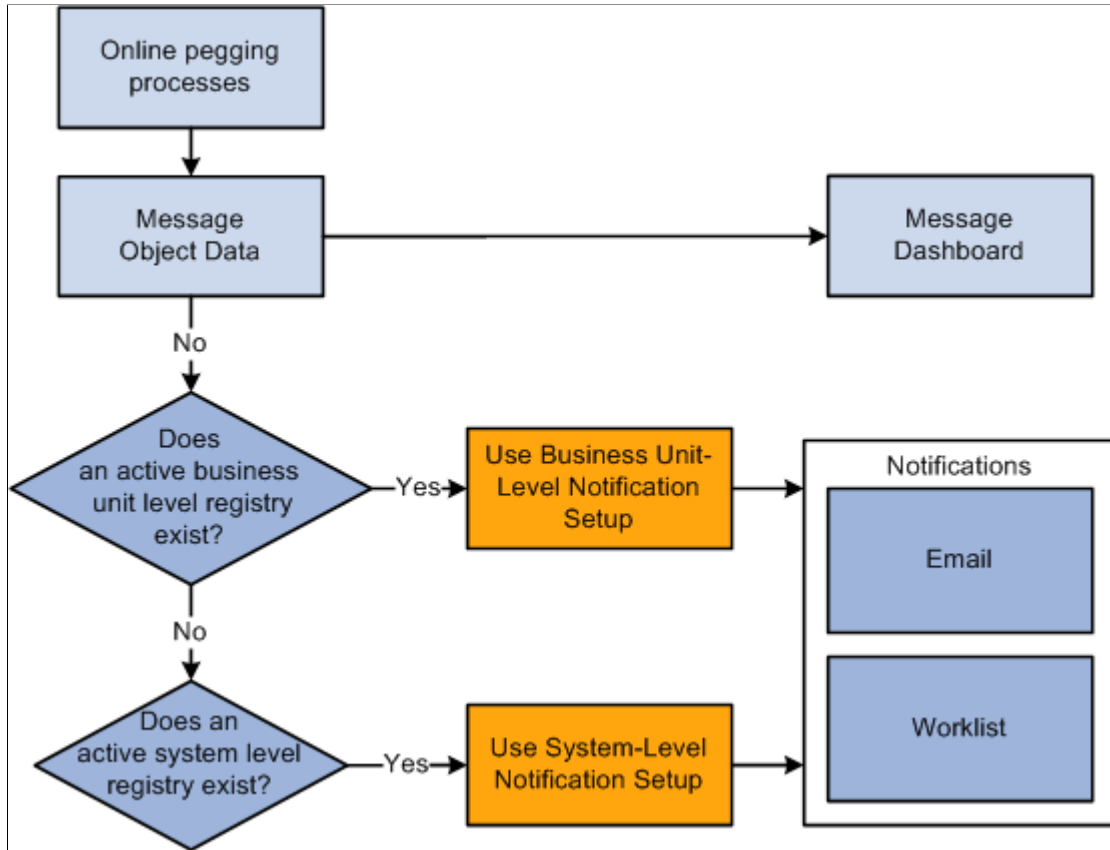 Online pegging
processes
Message
Object Data
Message
Dashboard
No
Does
an active business
unit level registry
exist?
Yes
Use Business Unit-
Level Notification
Setup
Notifications
Email
No
Does an
active system level
registry exist?
Yes
Use System-Level
Notification Setup
Worklist